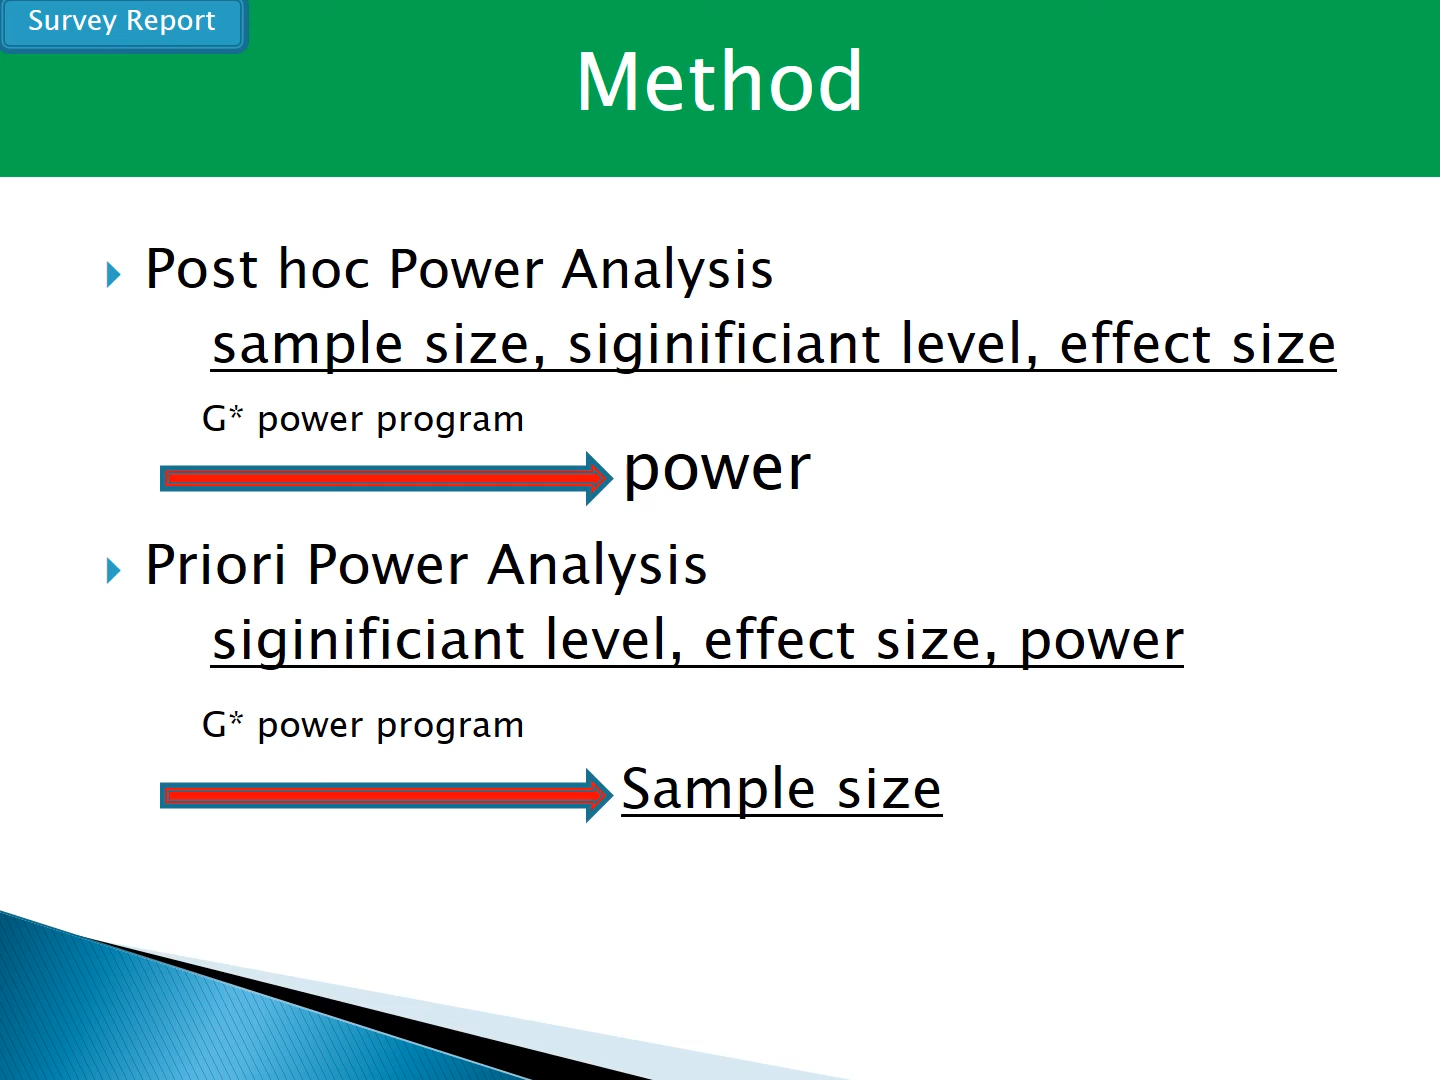 Survey Report
Method
Post hoc Power Analysis
sample size, siginificiant level, effect size
G* power program
power
Priori Power Analysis
siginificiant level, effect size, power
G* power program
Sample size